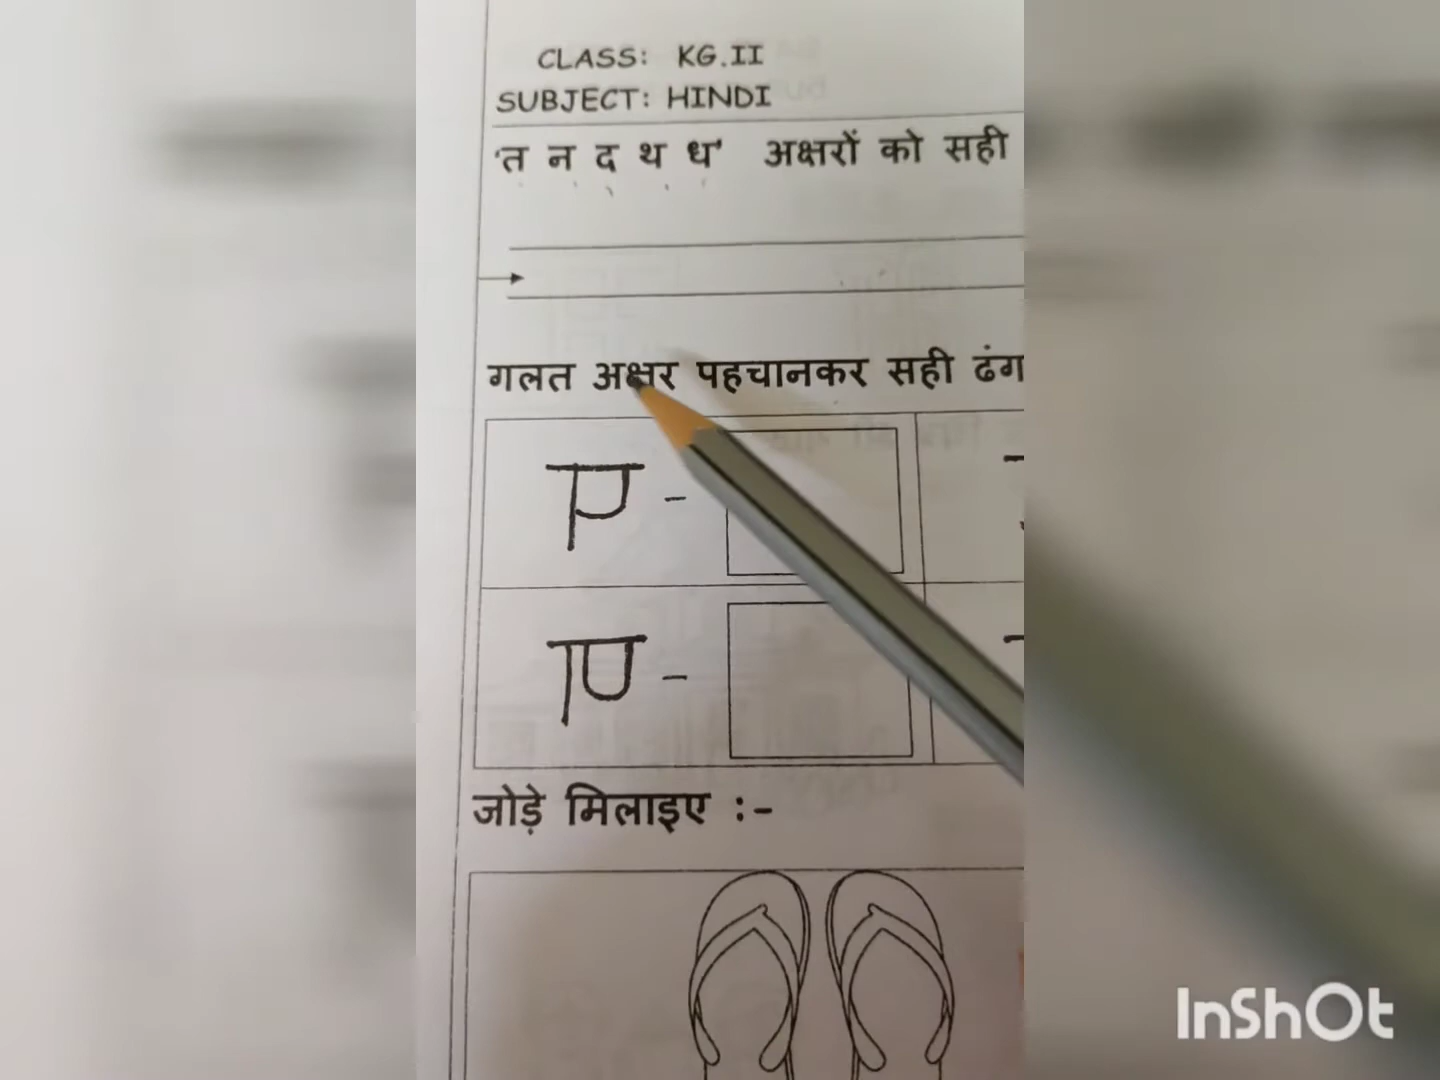 CLASS: KG.II
SUBJECT: HINDI
'त न द थ ध' अक्षरों को सही
गलत अक्षर पहचानकर सही ढंग
-
-
जोड़े मिलाइए :-
InShOt